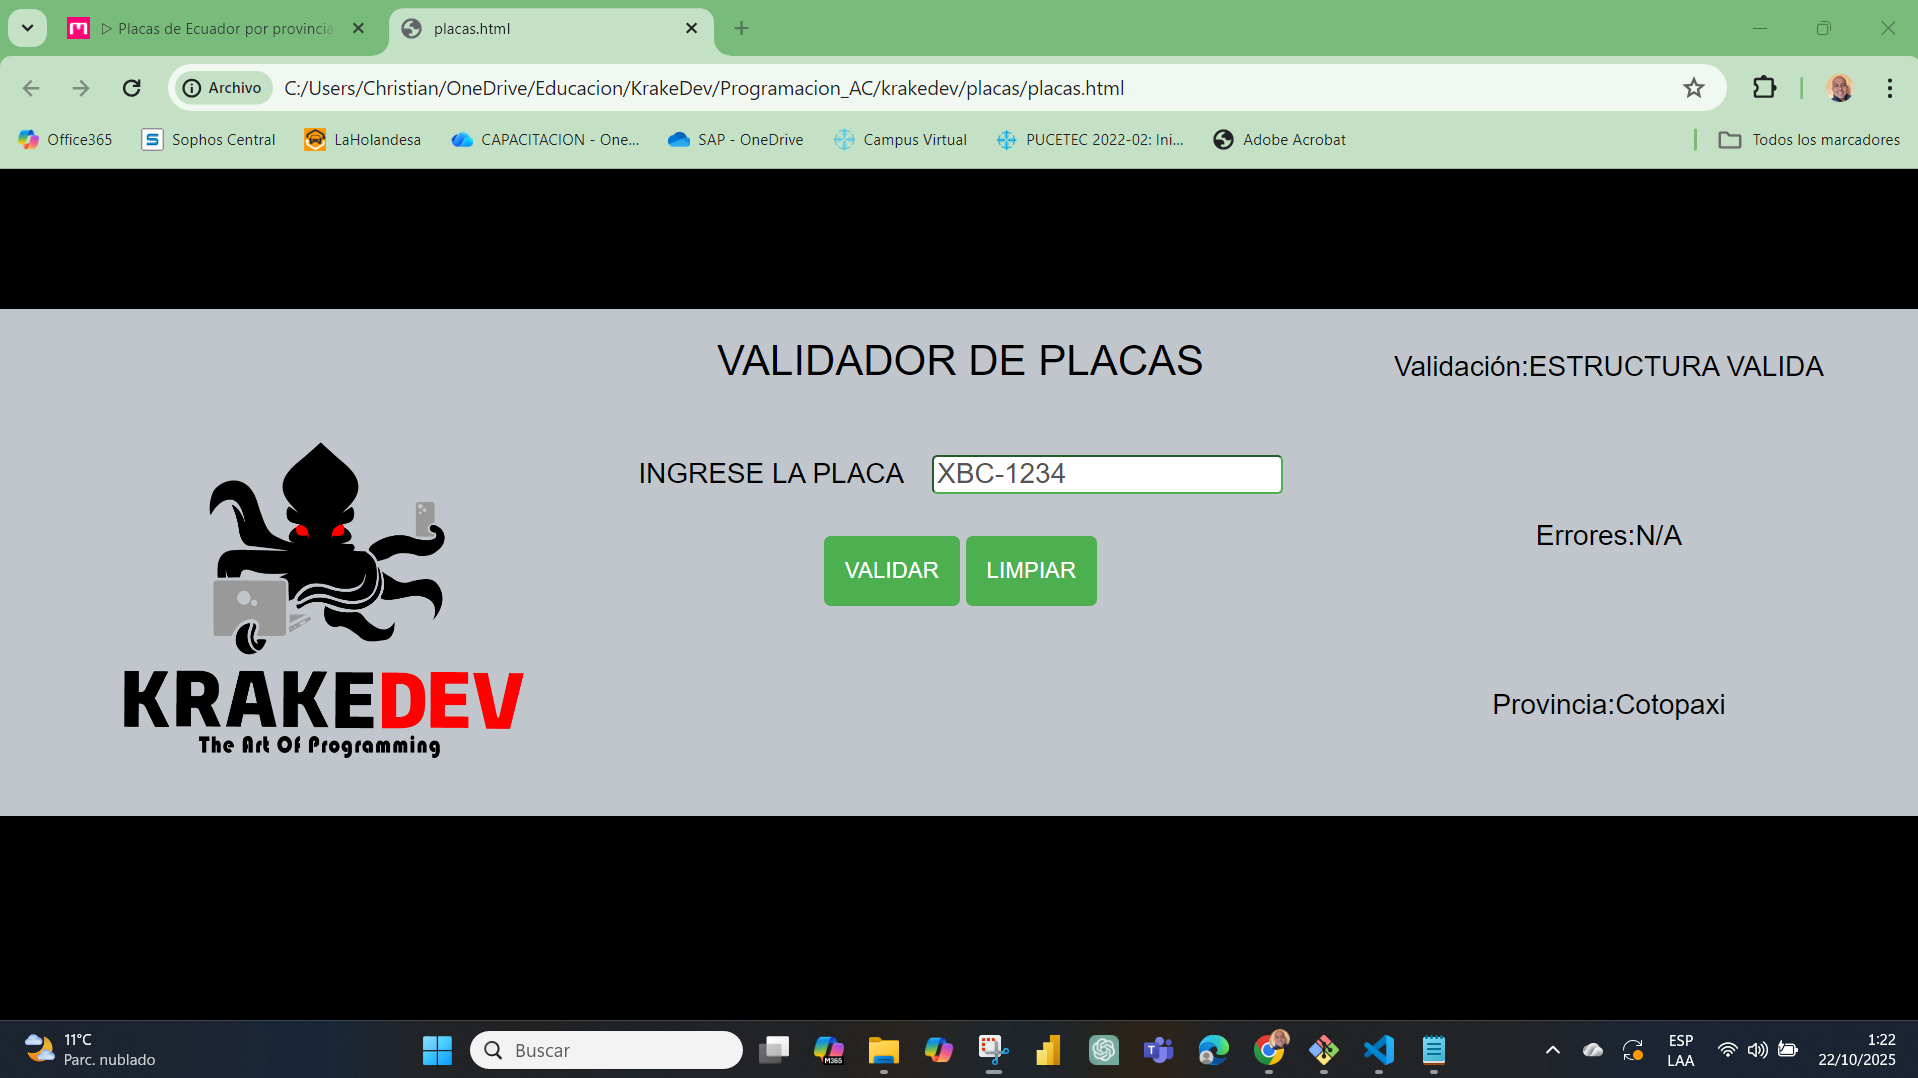 ▷ Placas de Ecuador por provincia
placas.html
Archivo
C:/Users/Christian/OneDrive/Educacion/KrakeDev/Programacion_AC/krakedev/placas/placas.html
Office365
Sophos Central
LaHolandesa
CAPACITACION - One...
SAP - OneDrive
Campus Virtual
PUCETEC 2022-02: Ini...
Adobe Acrobat
Todos los marcadores
VALIDADOR DE PLACAS
INGRESE LA PLACA
XBC-1234
VALIDAR
LIMPIAR
Validación:ESTRUCTURA VALIDA
Errores:N/A
Provincia:Cotopaxi
KRAKEDEV
The Art Of Programming
11°C
Parc. nublado
Buscar
M365
ESP
LAA
1:22
22/10/2025